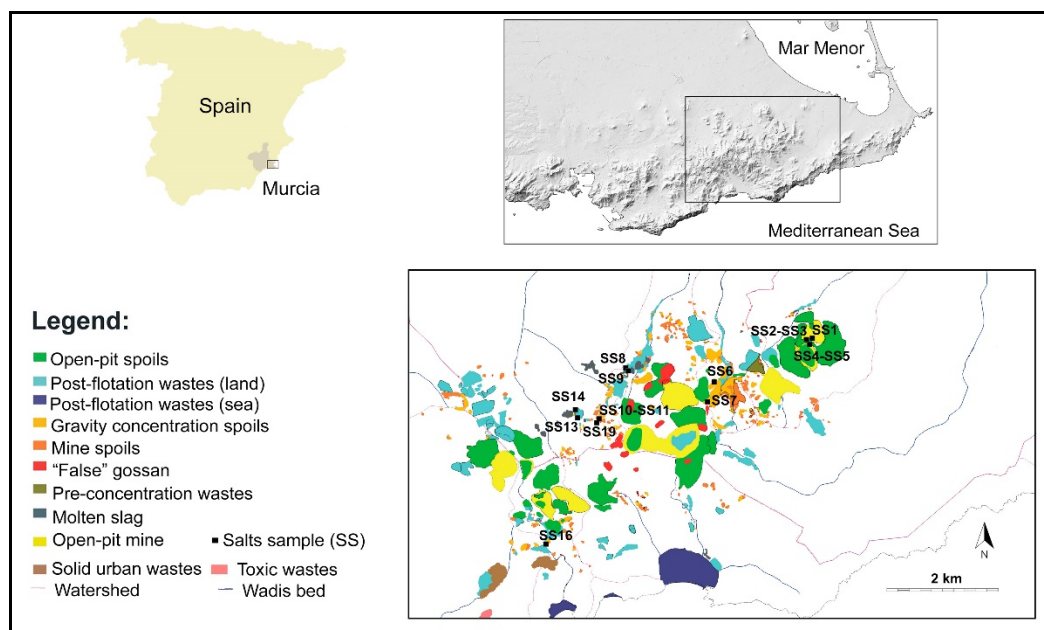 Spain
Murcia
Mar Menor
Mediterranean Sea
Legend:
Open-pit spoils
Post-flotation wastes (land)
Post-flotation wastes (sea)
Gravity concentration spoils
Mine spoils
“False” gossan
Pre-concentration wastes
Molten slag
Open-pit mine
Salts sample (SS)
Solid urban wastes
Toxic wastes
Watershed
Wadis bed
SS2-SS3
SS1
SS4-SS5
SS8
SS9
SS6
SS7
SS14
SS10-SS11
SS13
SS19
SS16
N
2 km